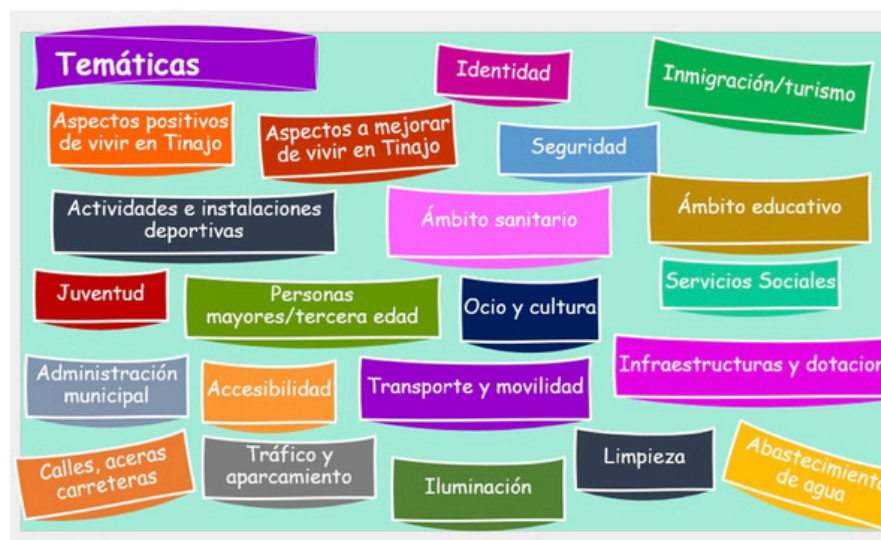 Temáticas
Identidad
Inmigración/turismo
Aspectos positivos
de vivir en Tinajo
Aspectos a mejorar
de vivir en Tinajo
Seguridad
Actividades e instalaciones
deportivas
Ámbito sanitario
Ámbito educativo
Juventud
Personas
mayores/tercera edad
Ocio y cultura
Servicios Sociales
Administración
municipal
Accesibilidad
Transporte y movilidad
Infraestructuras y dotacion
Calles, aceras
carreteras
Tráfico y
aparcamiento
Iluminación
Limpieza
Abastecimiento
de agua